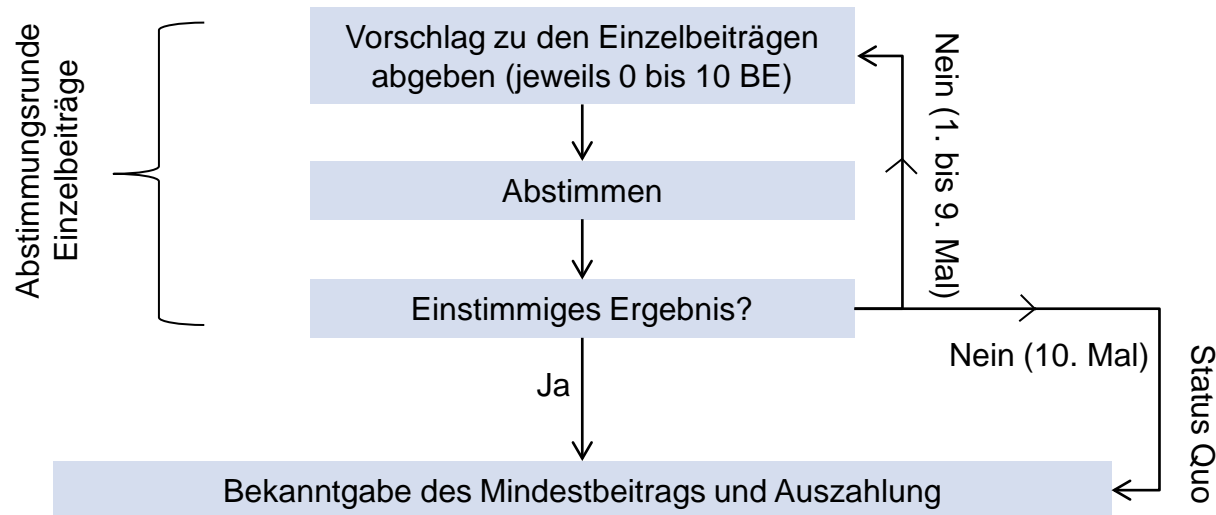 Abstimmungsrunde
Einzelbeiträge
Vorschlag zu den Einzelbeiträgen
abgeben (jeweils 0 bis 10 BE)
Abstimmen
Einstimmiges Ergebnis?
Nein (1. bis 9. Mal)
Nein (10. Mal)
Status Quo
Ja
Bekanntgabe des Mindestbeitrags und Auszahlung